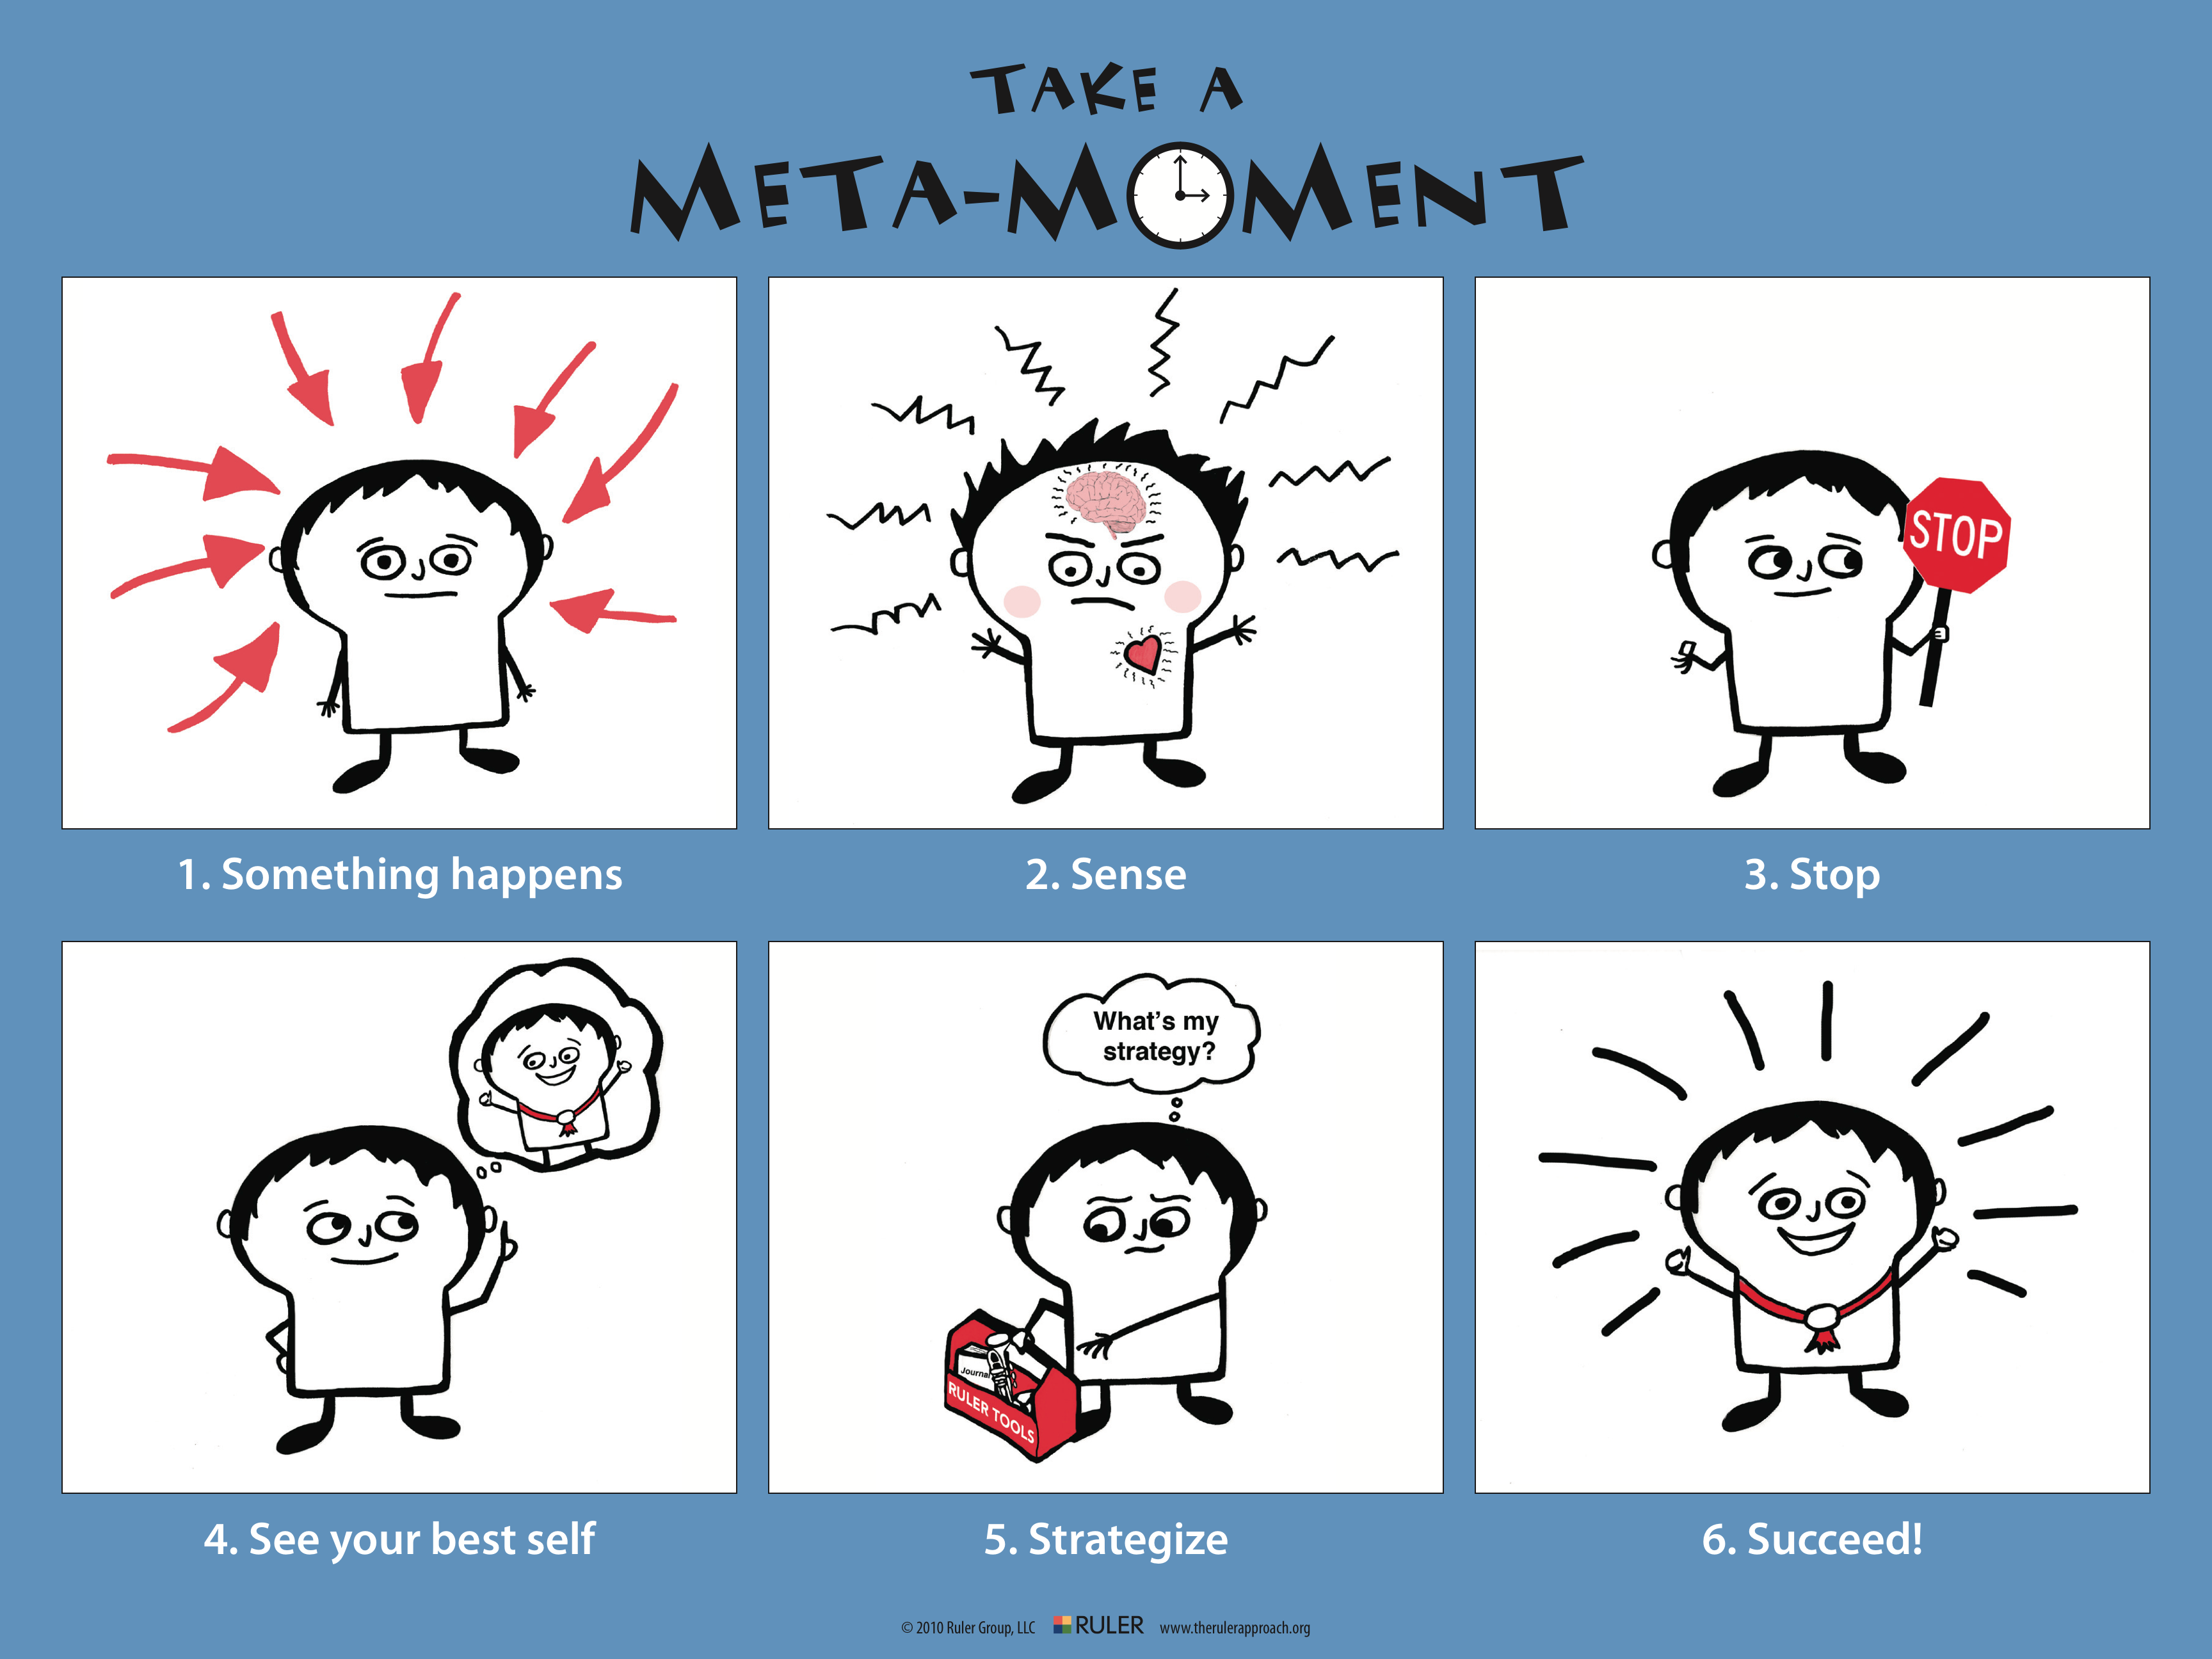 TAKE A
META-MOMENT
STOP
1. Something happens
2. Sense
3. Stop
What's my
strategy?
Journal
RULER TOOLS
4. See your best self
5. Strategize
6. Succeed!
© 2010 Ruler Group, LLC RULER www.therulerapproach.org